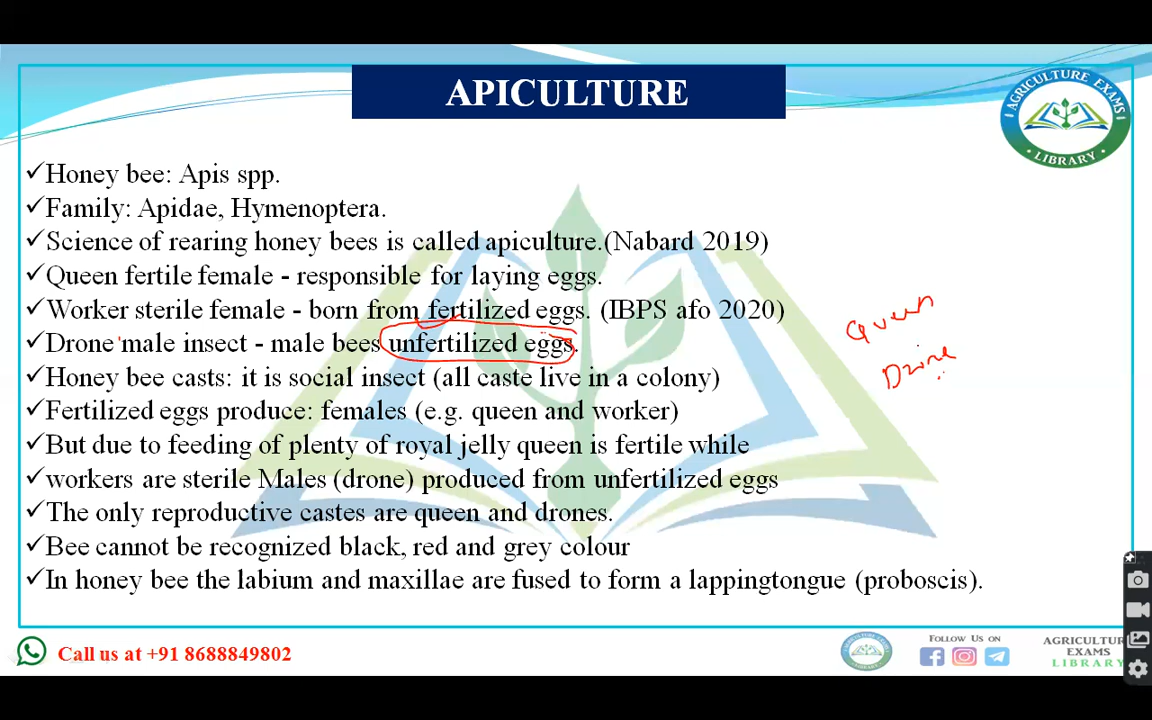 APICULTURE
AGRICULTURE EXAMS
LIBRARY
✓Honey bee: Apis spp.
✓Family: Apidae, Hymenoptera.
✓Science of rearing honey bees is called apiculture.(Nabard 2019)
✓Queen fertile female - responsible for laying eggs.
✓Worker sterile female - born from fertilized eggs. (IBPS afo 2020)
Queen
✓Drone male insect - male bees unfertilized eggs.
Drone
✓Honey bee casts: it is social insect (all caste live in a colony)
✓Fertilized eggs produce: females (e.g. queen and worker)
✓But due to feeding of plenty of royal jelly queen is fertile while
✓workers are sterile Males (drone) produced from unfertilized eggs
✓The only reproductive castes are queen and drones.
✓Bee cannot be recognized black, red and grey colour
✓In honey bee the labium and maxillae are fused to form a lappingtongue (proboscis).
Call us at +91 8688849802
FOLLOW US ON
AGRICULTUR
EXAMS
LIBRARY